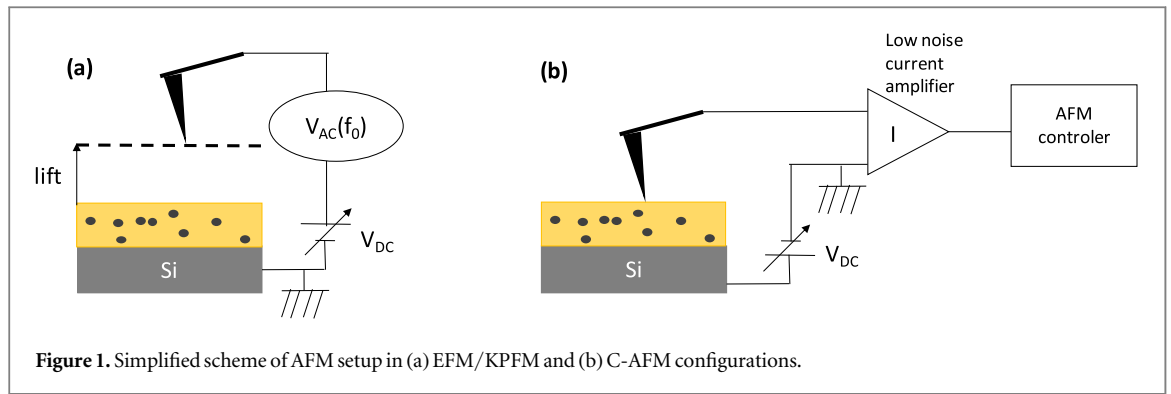 (a)
V_AC(f_0)
lift
V_DC
Si
(b)
Low noise
current
amplifier
I
AFM
controler
V_DC
Si
Figure 1. Simplified scheme of AFM setup in (a) EFM/KPFM and (b) C-AFM configurations.